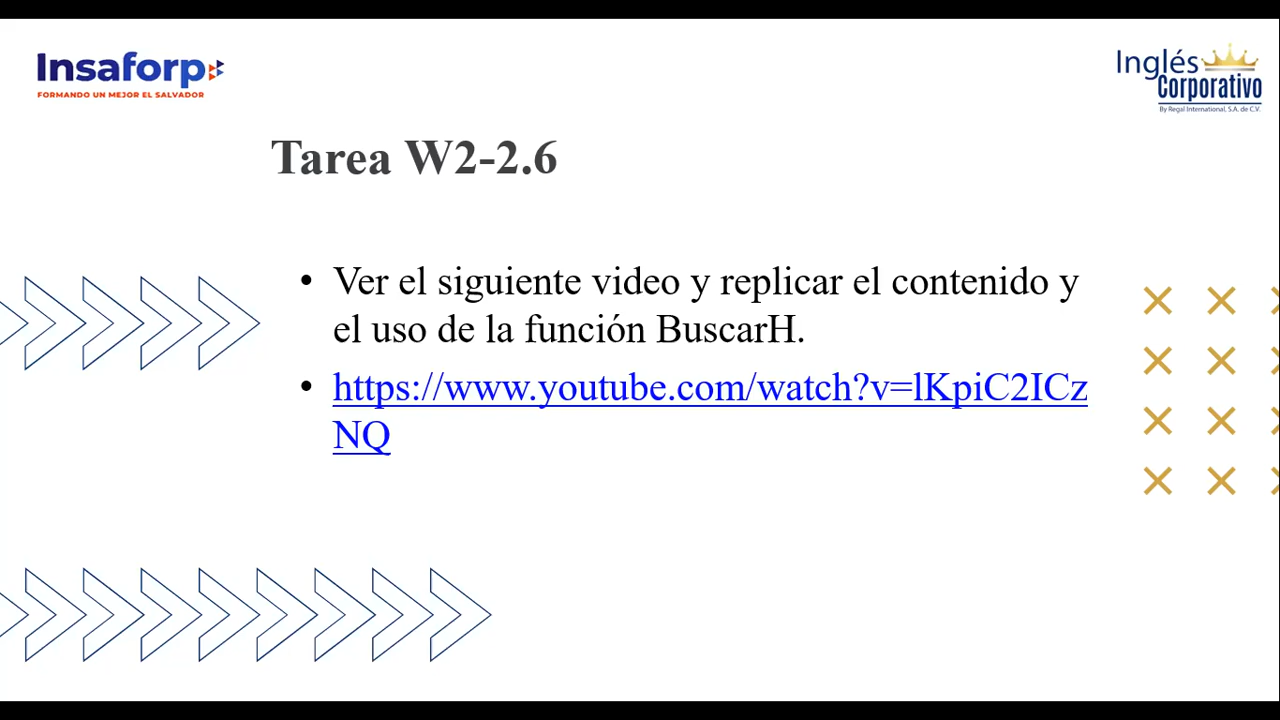 Insaforp
FORMANDO UN MEJOR EL SALVADOR
Inglés
Corporativo
By Regal International, S.A. de C.V.
Tarea W2-2.6
• Ver el siguiente video y replicar el contenido y
el uso de la función BuscarH.
• https://www.youtube.com/watch?v=lKpiC2ICz
NQ